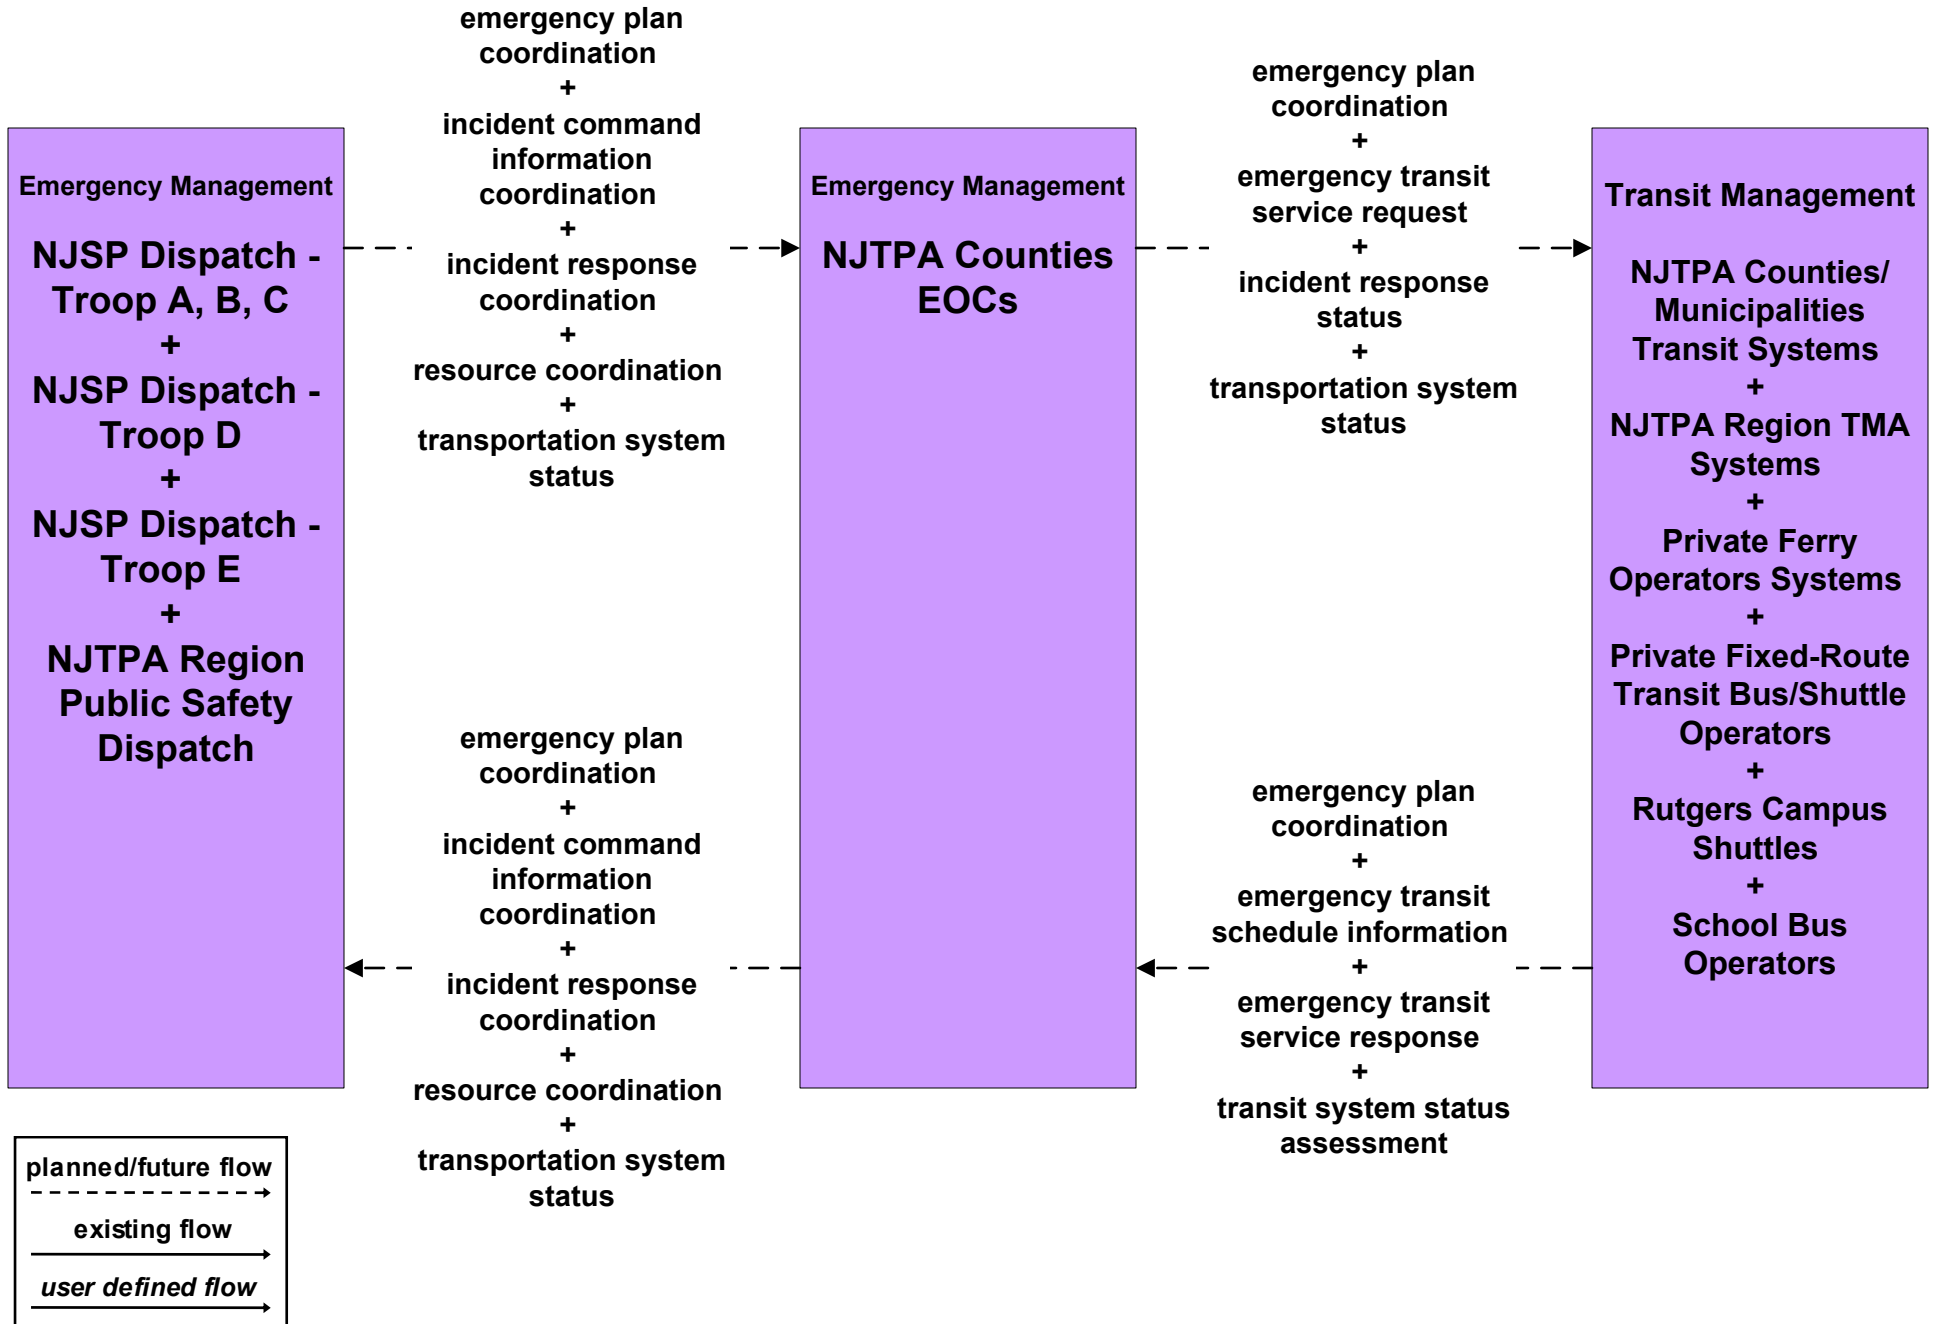 emergency plan
coordination
+
incident command
information
coordination
+
incident response
coordination
+
resource coordination
+
transportation system
status
emergency plan
coordination
+
emergency transit
service request
+
incident response
status
+
transportation system
status
Emergency Management
NJSP Dispatch -
Troop A, B, C
+
NJSP Dispatch -
Troop D
+
NJSP Dispatch -
Troop E
+
NJTPA Region
Public Safety
Dispatch
Emergency Management
NJTPA Counties
EOCs
Transit Management
NJTPA Counties/
Municipalities
Transit Systems
+
NJTPA Region TMA
Systems
+
Private Ferry
Operators Systems
+
Private Fixed-Route
Transit Bus/Shuttle
Operators
+
Rutgers Campus
Shuttles
+
School Bus
Operators
emergency plan
coordination
+
incident command
information
coordination
+
incident response
coordination
+
resource coordination
+
transportation system
status
emergency plan
coordination
+
emergency transit
schedule information
+
emergency transit
service response
+
transit system status
assessment
planned/future flow
existing flow
user defined flow